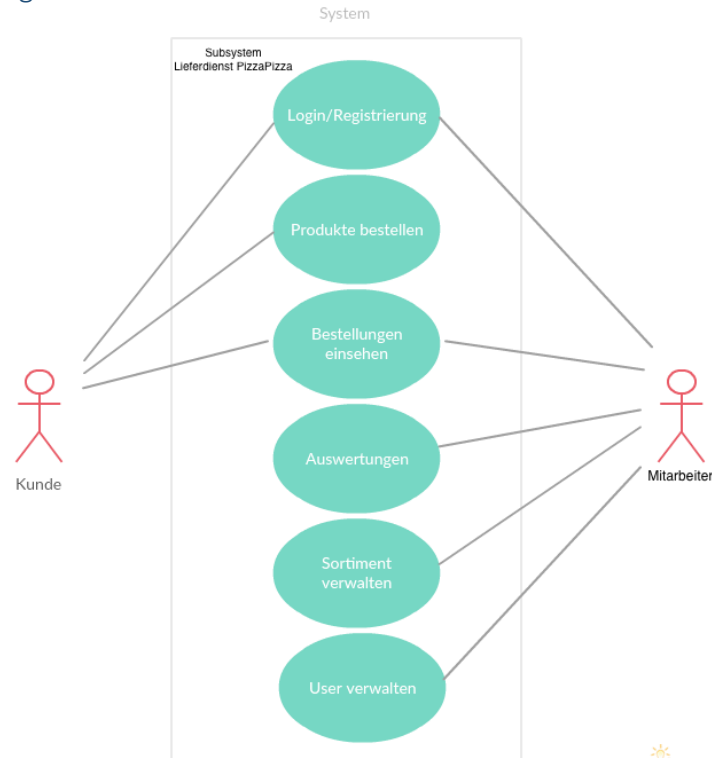 System
Subsystem
Lieferdienst PizzaPizza
Login/Registrierung
Produkte bestellen
Bestellungen
einsehen
Auswertungen
Sortiment
verwalten
User verwalten
Kunde
Mitarbeiter